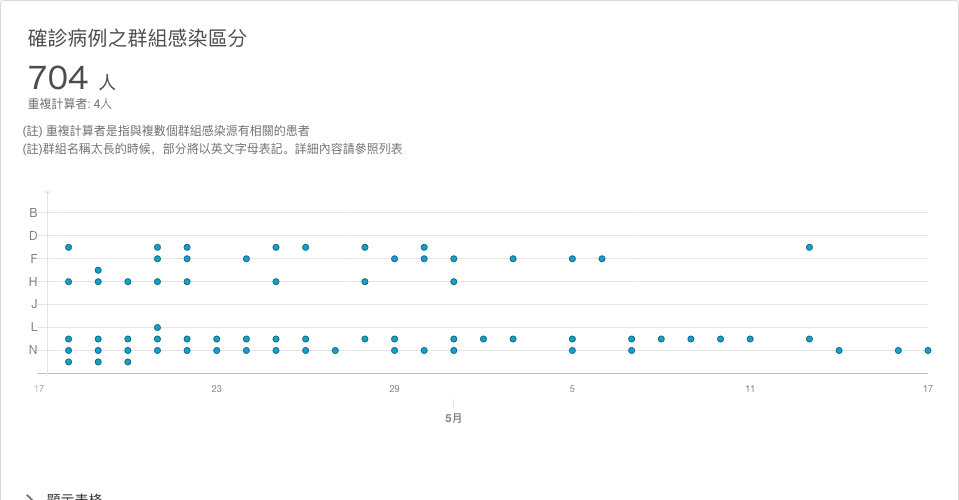 確診病例之群組感染區分
704 人
重複計算者: 4人
(註) 重複計算者是指與複數個群組感染源有相關的患者
(註)群組名稱太長的時候，部分將以英文字母表記。詳細內容請參照列表
B
D
F
H
J
L
N
17 23 29 5 11 17
5月
顯示表格